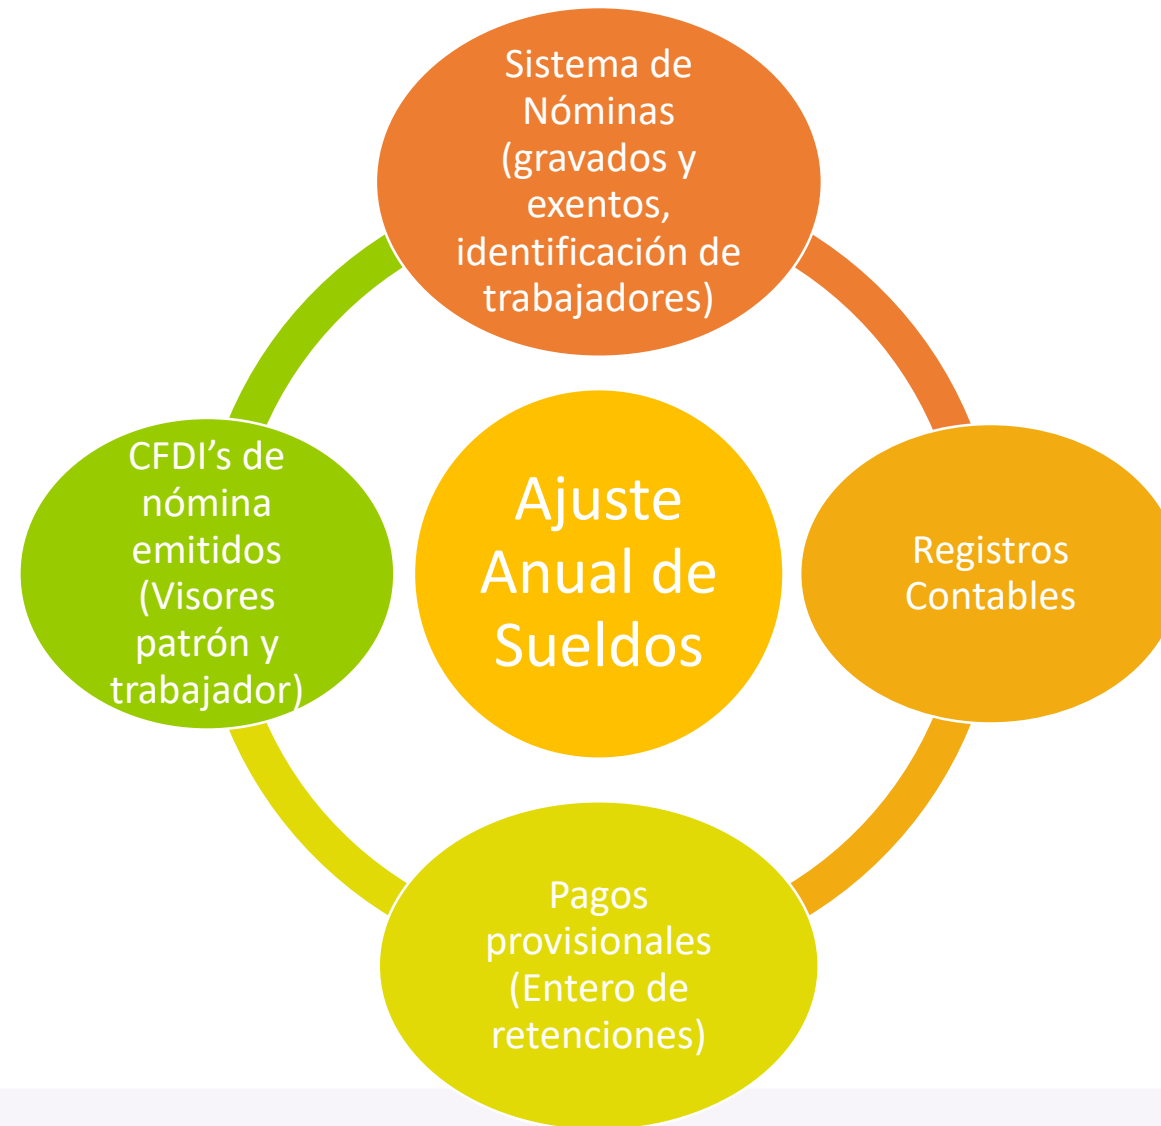 Sistema de
Nóminas
(gravados y
exentos,
identificación de
trabajadores)
CFDI’s de
nómina
emitidos
(Visores
patrón y
trabajador)
Ajuste
Anual de
Sueldos
Registros
Contables
Pagos
provisionales
(Entero de
retenciones)